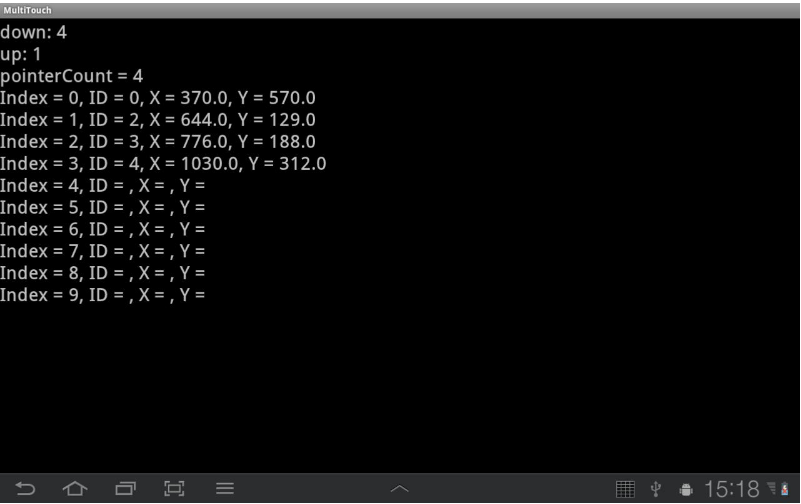 MultiTouch
down: 4
up: 1
pointerCount = 4
Index = 0, ID = 0, X = 370.0, Y = 570.0
Index = 1, ID = 2, X = 644.0, Y = 129.0
Index = 2, ID = 3, X = 776.0, Y = 188.0
Index = 3, ID = 4, X = 1030.0, Y = 312.0
Index = 4, ID = , X = , Y =
Index = 5, ID = , X = , Y =
Index = 6, ID = , X = , Y =
Index = 7, ID = , X = , Y =
Index = 8, ID = , X = , Y =
Index = 9, ID = , X = , Y =
15:18